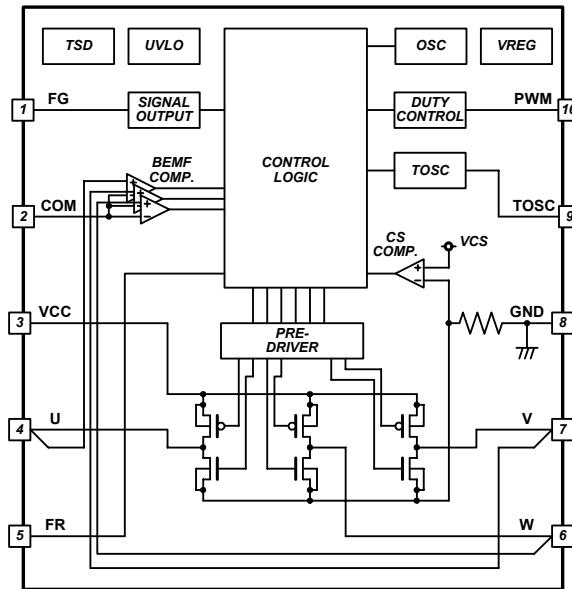 TSD
UVLO
OSC
VREG
1
FG
SIGNAL
OUTPUT
DUTY
CONTROL
PWM
10
BEMF
COMP.
CONTROL
LOGIC
TOSC
2
COM
TOSC
9
CS
COMP.
VCS
3
VCC
GND
8
PRE-
DRIVER
4
U
V
7
5
FR
W
6
+
−
+
−
+
−
+
−